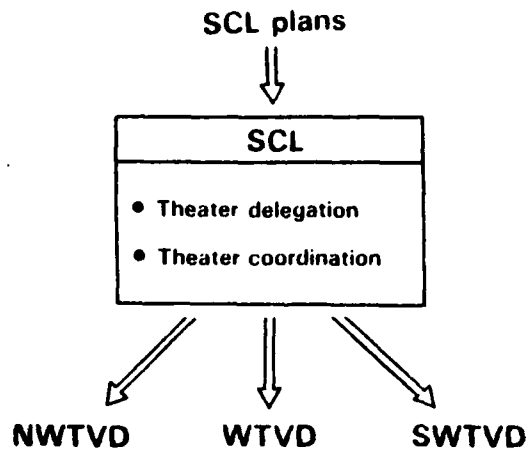 SCL plans
SCL
• Theater delegation
• Theater coordination
NWTVD WTVD SWTVD